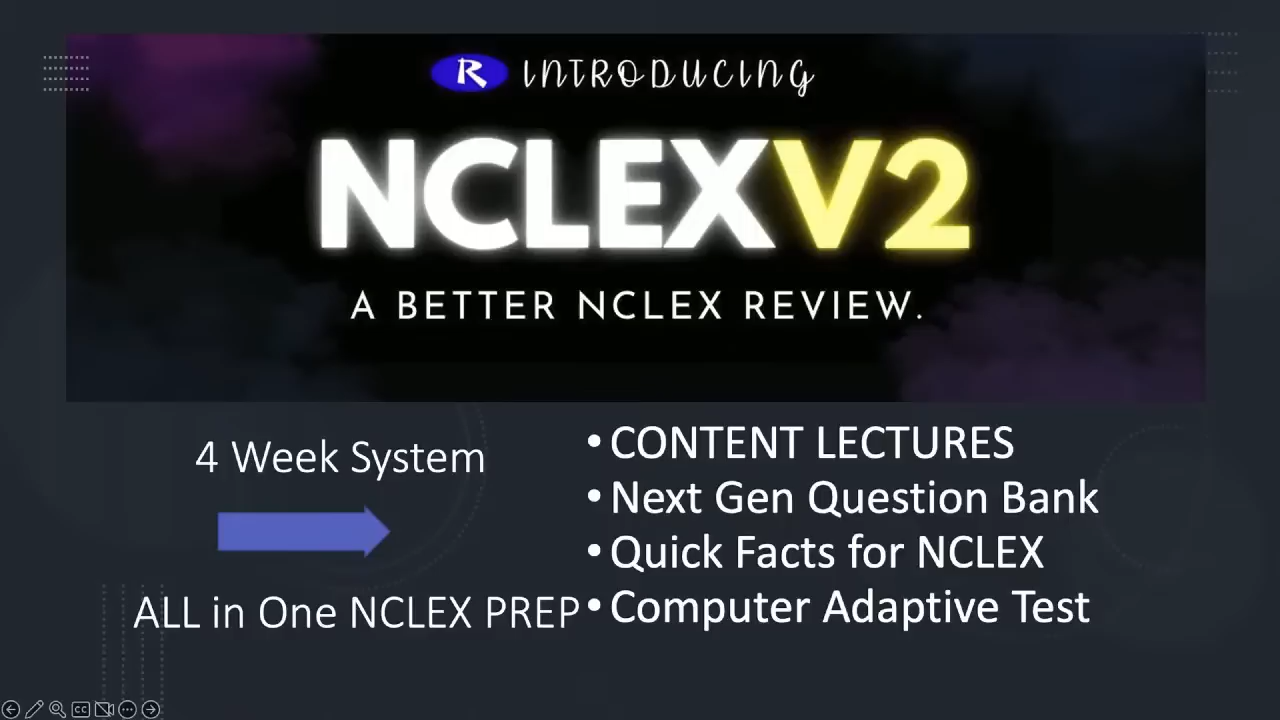 R INTRODUCING
NCLEXV2
A BETTER NCLEX REVIEW.
4 Week System
ALL in One NCLEX PREP
• CONTENT LECTURES
• Next Gen Question Bank
• Quick Facts for NCLEX
• Computer Adaptive Test
CC